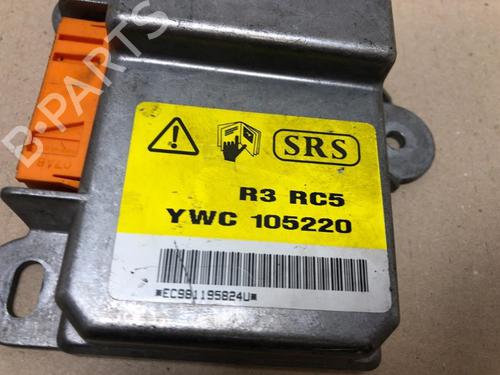 B-PARTS
SRS
R3 RC5
YWC 105220
*EC981195824U*